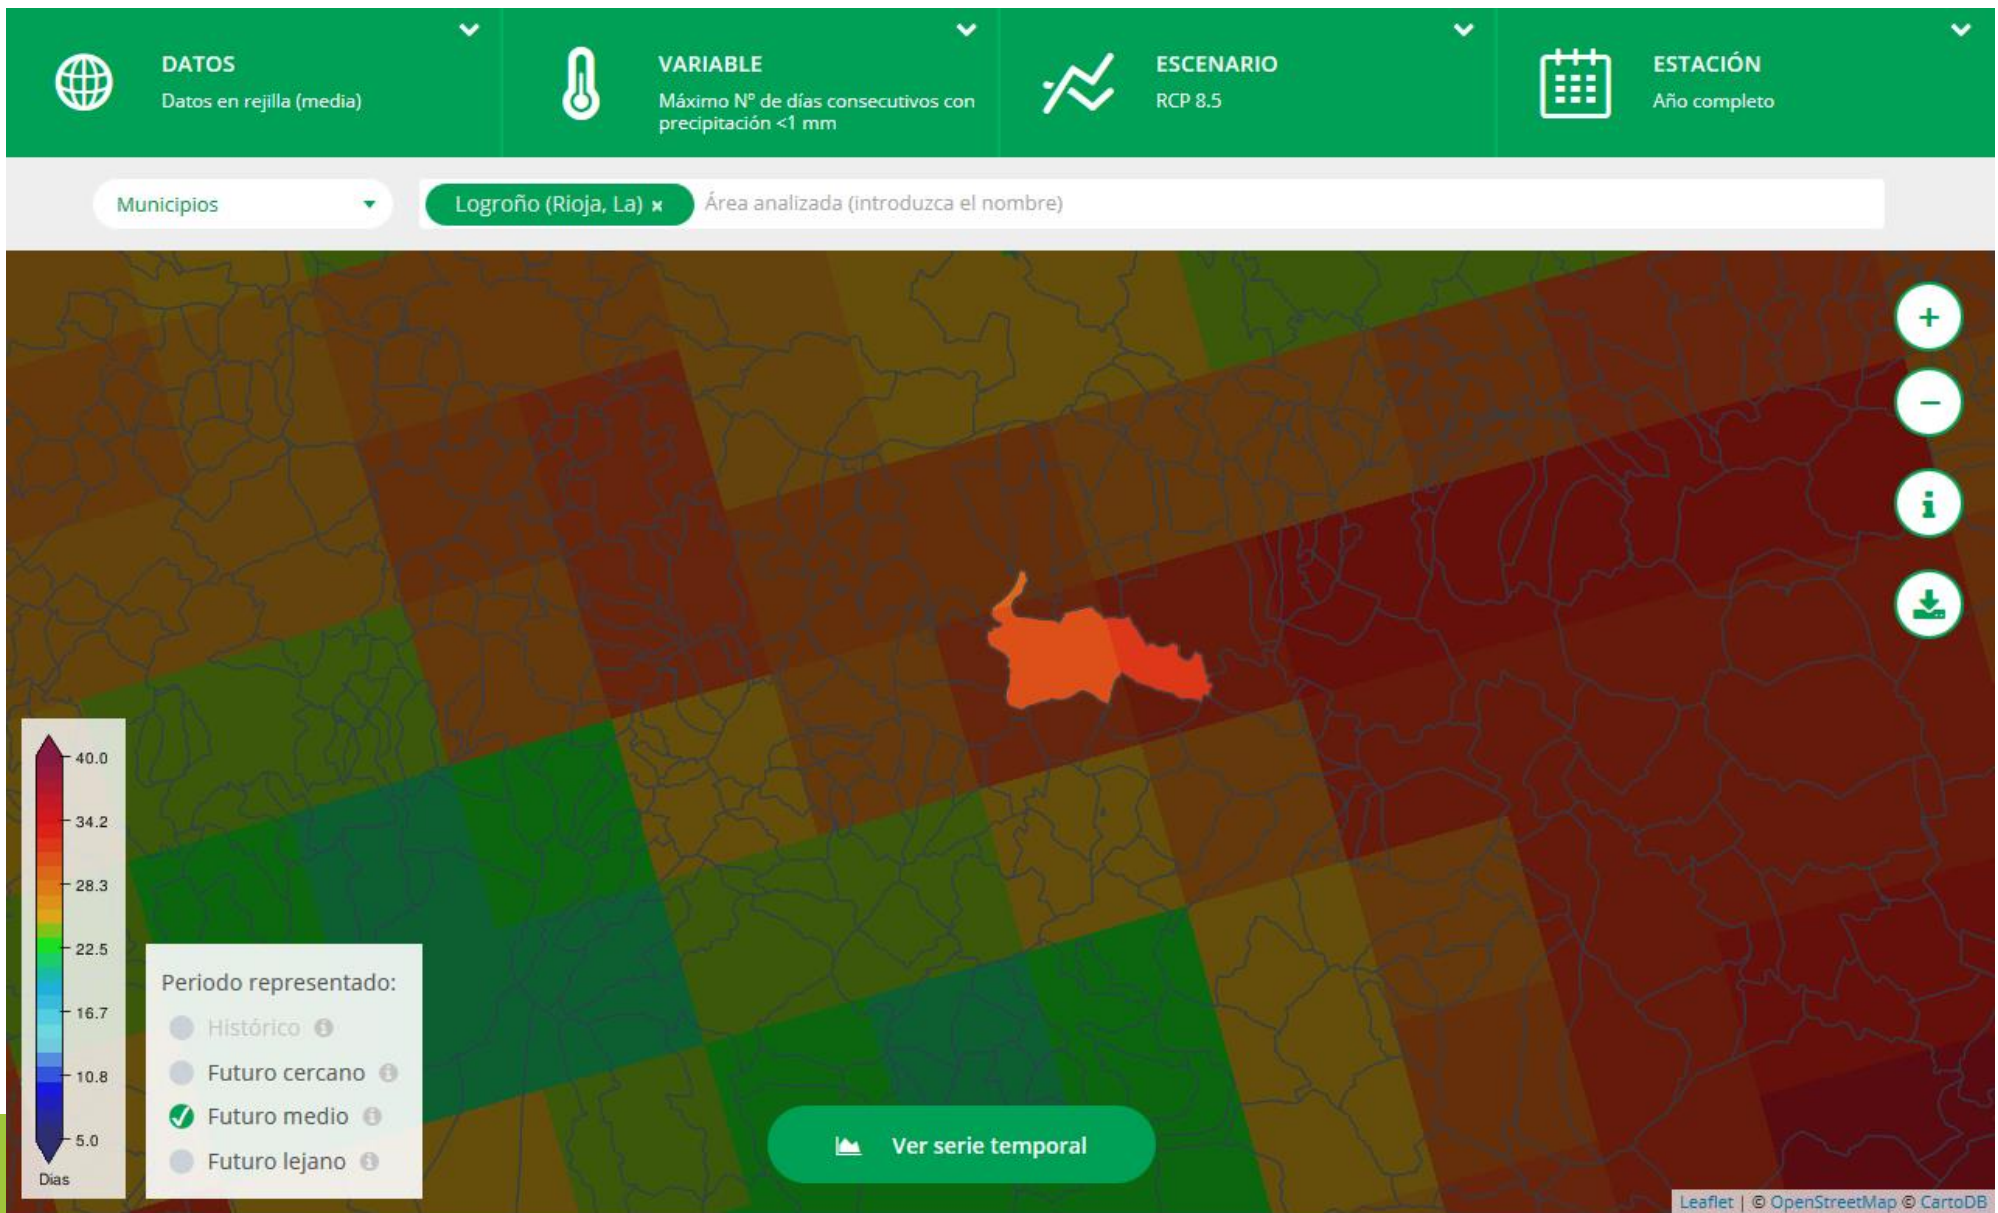 DATOS
Datos en rejilla (media)
VARIABLE
Máximo Nº de días consecutivos con
precipitación <1 mm
ESCENARIO
RCP 8.5
ESTACIÓN
Año completo
Municipios
Logroño (Rioja, La) ×
Área analizada (introduzca el nombre)
+
−
i
40.0
34.2
28.3
22.5
16.7
10.8
5.0
Dias
Periodo representado:
Histórico i
Futuro cercano i
Futuro medio i
Futuro lejano i
Ver serie temporal
Leaflet | © OpenStreetMap © CartoDB